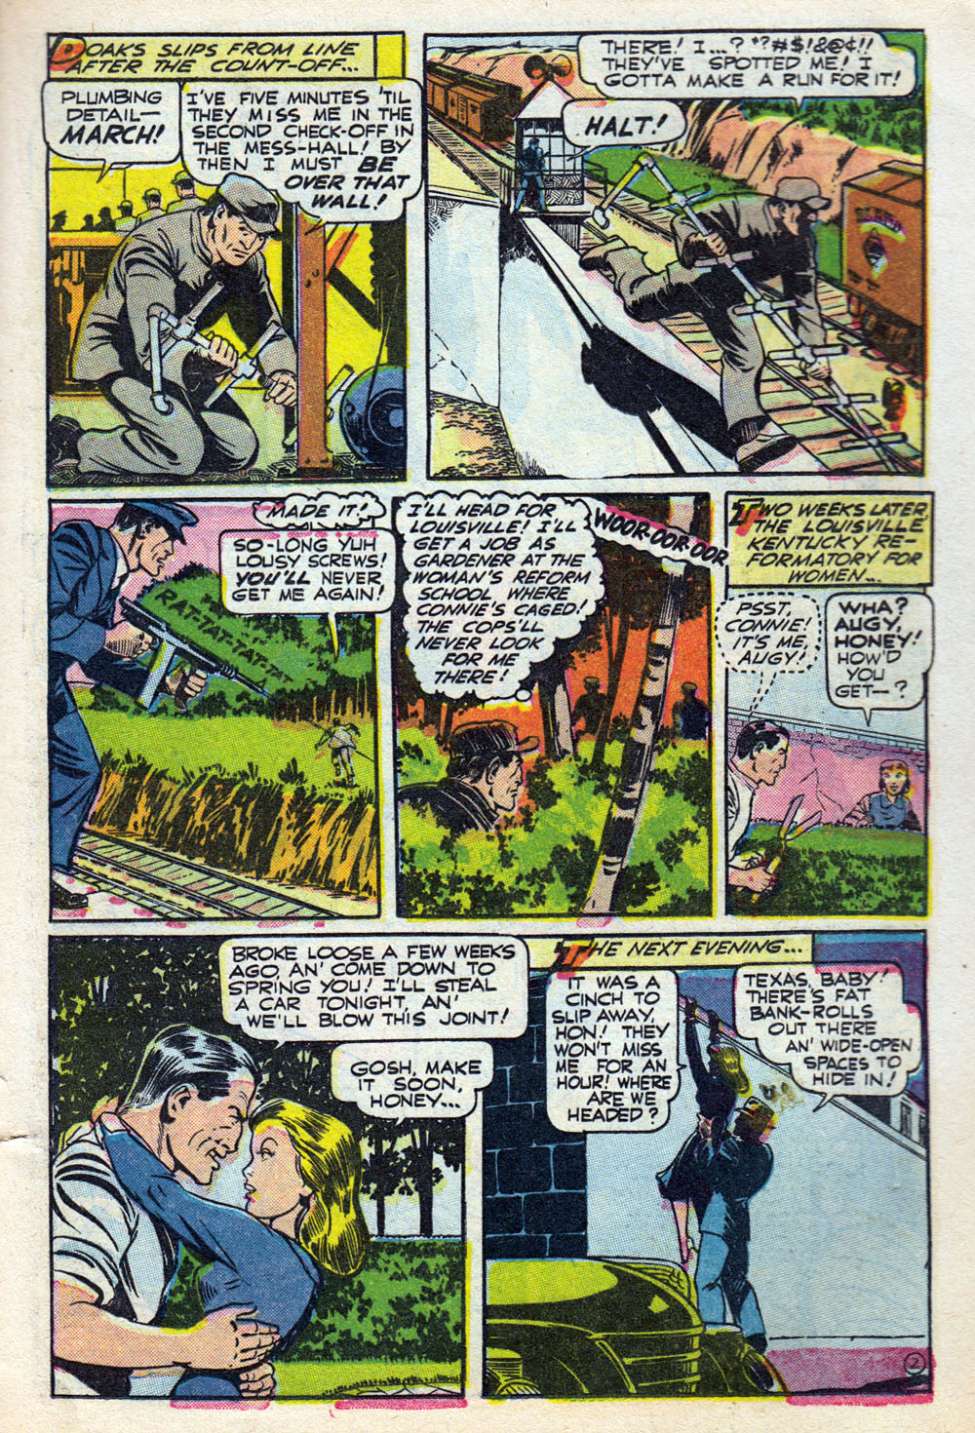 DOAKS SLIPS FROM LINE
AFTER THE COUNT-OFF...
PLUMBING
DETAIL—
MARCH!
I'VE FIVE MINUTES 'TIL
THEY MISS ME IN THE
SECOND CHECK-OFF IN
THE MESS-HALL! BY
THEN I MUST BE
OVER THAT
WALL!
THERE! I...? *?#$!&@¢!!
THEY'VE SPOTTED ME! I
GOTTA MAKE A RUN FOR IT!
HALT!
MADE IT!
SO-LONG YUH
LOUSY SCREWS!
YOU'LL NEVER
GET ME AGAIN!
RAT-TAT-TAT-TAT-TAT
I'LL HEAD FOR
LOUISVILLE! I'LL
GET A JOB AS
GARDENER AT THE
WOMAN'S REFORM
SCHOOL WHERE
CONNIE'S CAGED!
THE COPS'LL
NEVER LOOK
FOR ME
THERE!
WOOR-OOR-OOR
TWO WEEKS LATER
THE LOUISVILLE
KENTUCKY RE-
FORMATORY FOR
WOMEN...
PSST,
CONNIE!
IT'S ME,
AUGY!
WHA?
AUGY,
HONEY!
HOW'D
YOU
GET—?
BROKE LOOSE A FEW WEEKS
AGO, AN' COME DOWN TO
SPRING YOU! I'LL STEAL
A CAR TONIGHT, AN'
WE'LL BLOW THIS JOINT!
GOSH, MAKE
IT SOON,
HONEY...
THE NEXT EVENING...
IT WAS A
CINCH TO
SLIP AWAY,
HON! THEY
WON'T MISS
ME FOR AN
HOUR! WHERE
ARE WE
HEADED?
TEXAS, BABY!
THERE'S FAT
BANK-ROLLS
OUT THERE
AN' WIDE-OPEN
SPACES TO
HIDE IN!
2